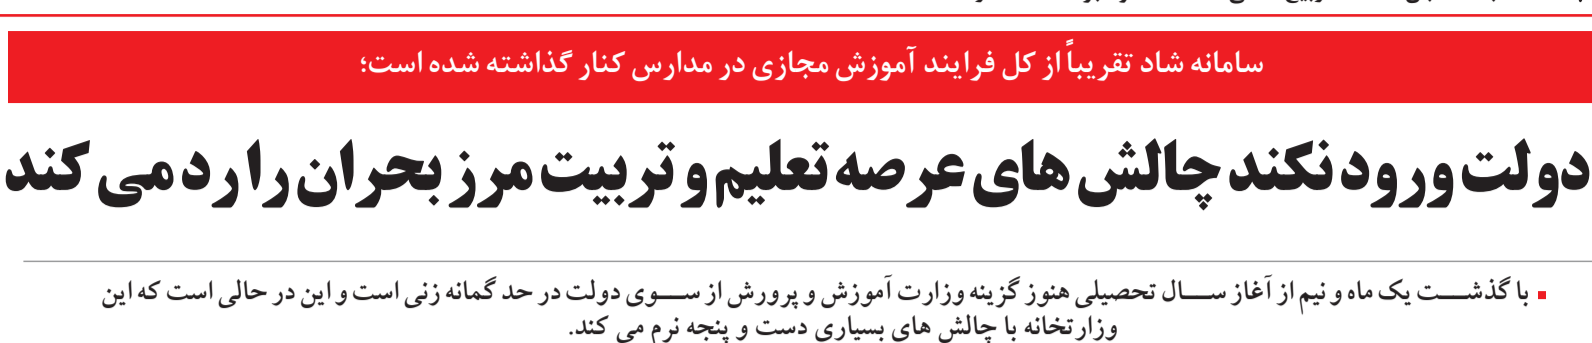 سامانه شاد تقریباً از کل فرایند آموزش مجازی در مدارس کنار گذاشته شده است؛
دولت ورود نکند چالش های عرصه تعلیم و تربیت مرز بحران را رد می کند
با گذشت یک ماه و نیم از آغاز سال تحصیلی هنوز گزینه وزارت آموزش و پرورش از سوی دولت در حد گمانه زنی است و این در حالی است که این
وزارتخانه با چالش های بسیاری دست و پنجه نرم می کند.